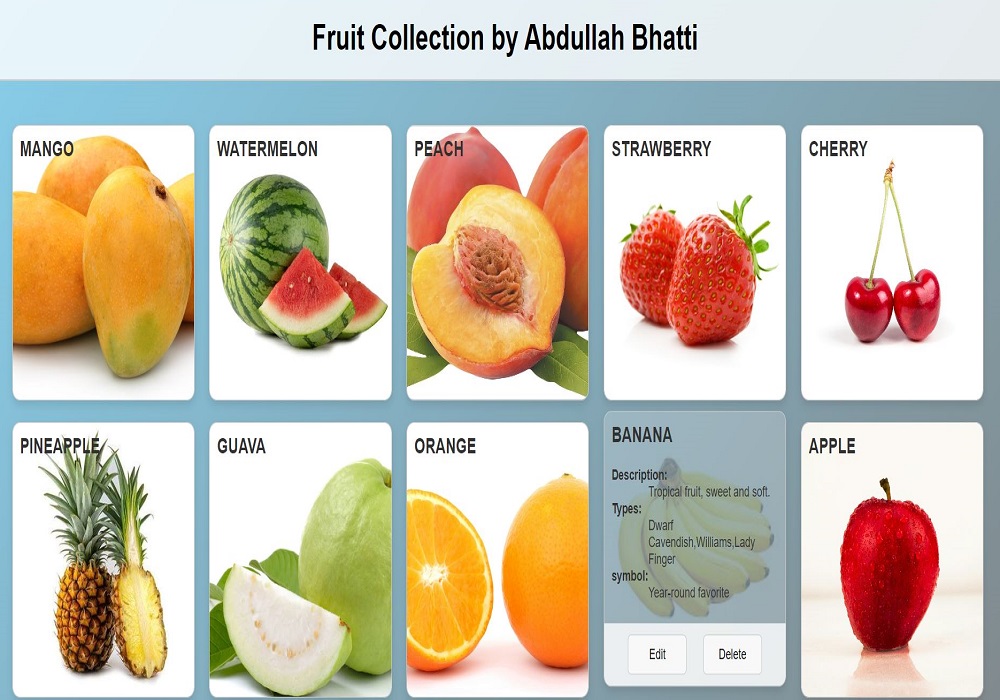 Fruit Collection by Abdullah Bhatti
MANGO
WATERMELON
PEACH
STRAWBERRY
CHERRY
PINEAPPLE
GUAVA
ORANGE
BANANA
Description:
Tropical fruit, sweet and soft.
Types:
Dwarf
Cavendish,Williams,Lady
Finger
symbol:
Year-round favorite
Edit
Delete
APPLE